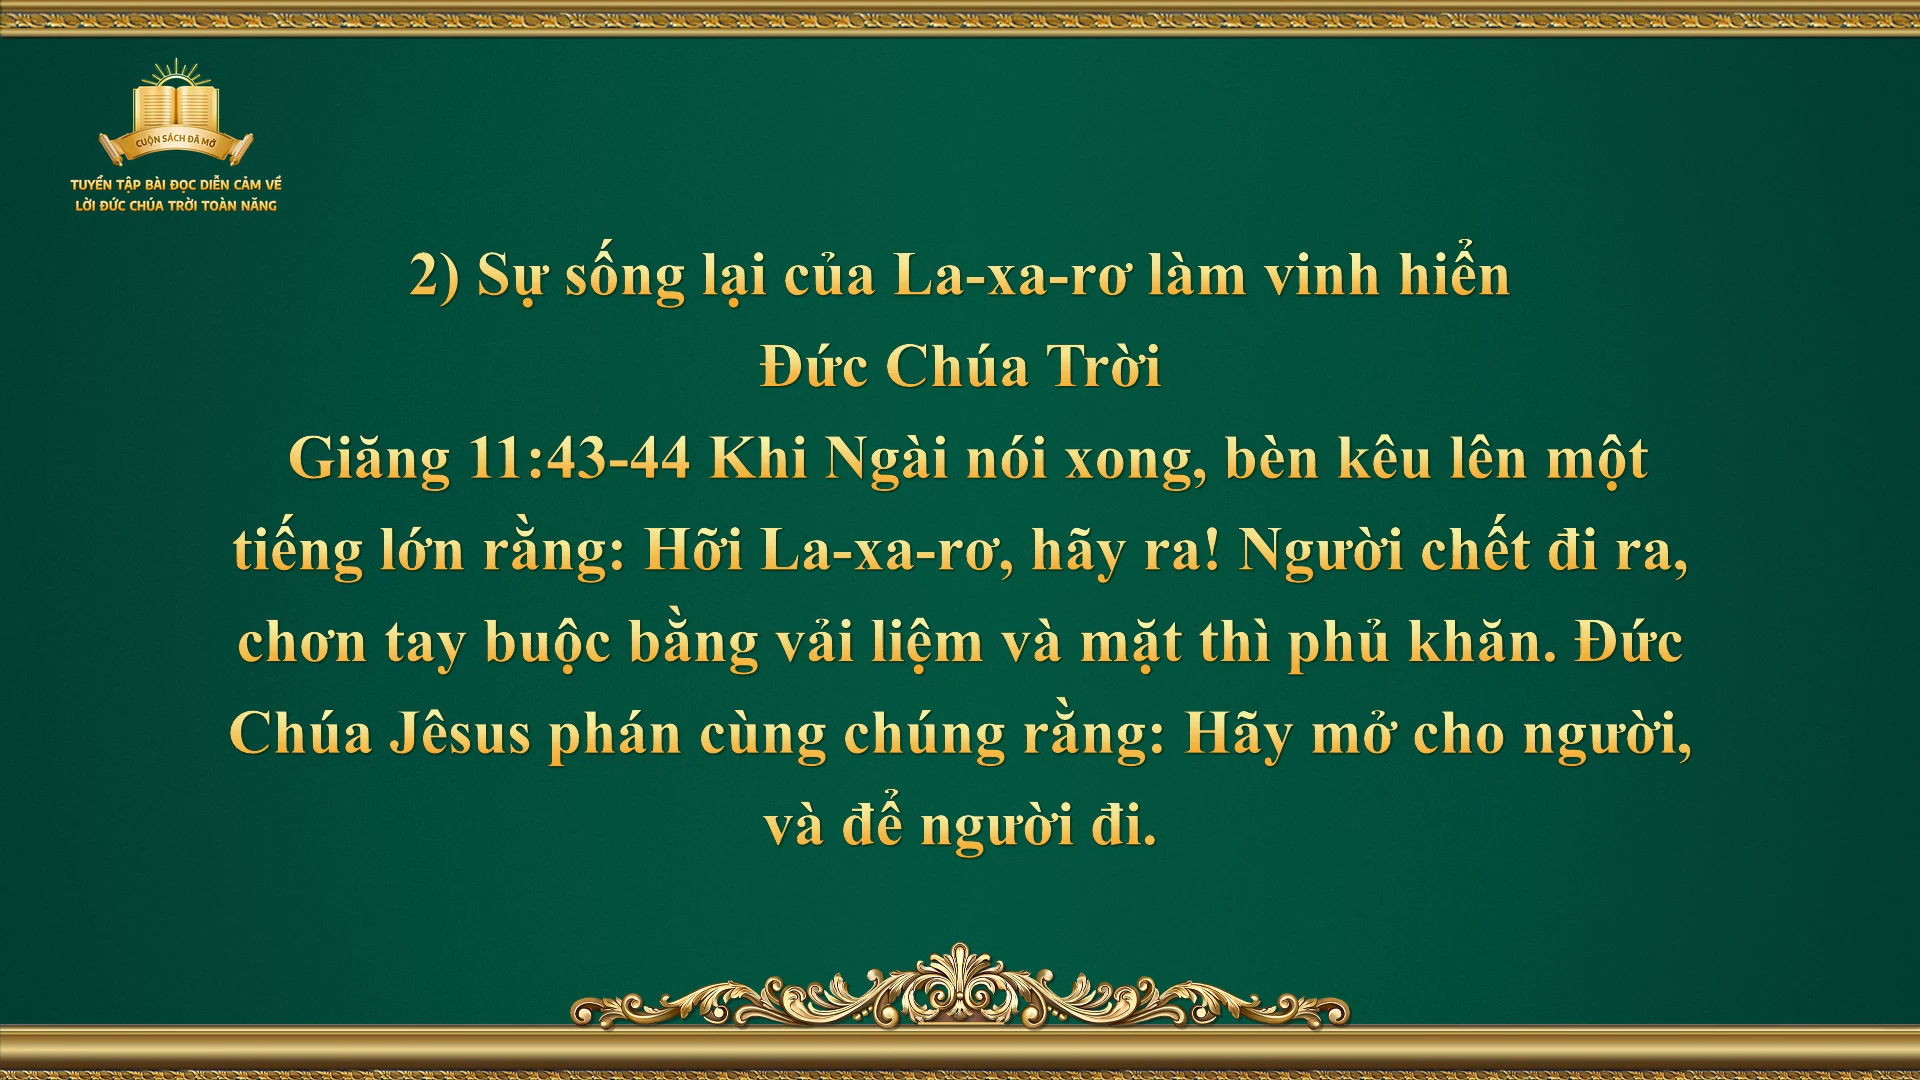 CUỘN SÁCH ĐÃ MỞ
TUYỂN TẬP BÀI ĐỌC DIỄN CẢM VỀ
LỜI ĐỨC CHÚA TRỜI TOÀN NĂNG
2) Sự sống lại của La-xa-rơ làm vinh hiển
Đức Chúa Trời
Giăng 11:43-44 Khi Ngài nói xong, bèn kêu lên một
tiếng lớn rằng: Hỡi La-xa-rơ, hãy ra! Người chết đi ra,
chơn tay buộc bằng vải liệm và mặt thì phủ khăn. Đức
Chúa Jêsus phán cùng chúng rằng: Hãy mở cho người,
và để người đi.